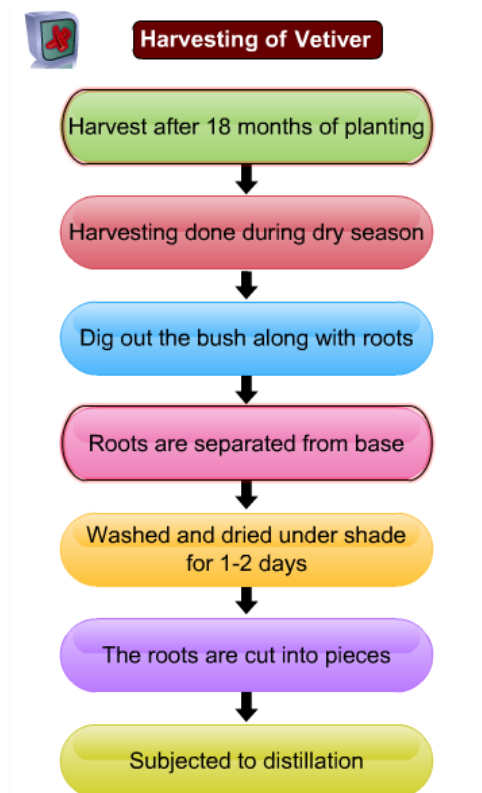 Harvesting of Vetiver
Harvest after 18 months of planting
Harvesting done during dry season
Dig out the bush along with roots
Roots are separated from base
Washed and dried under shade
for 1-2 days
The roots are cut into pieces
Subjected to distillation